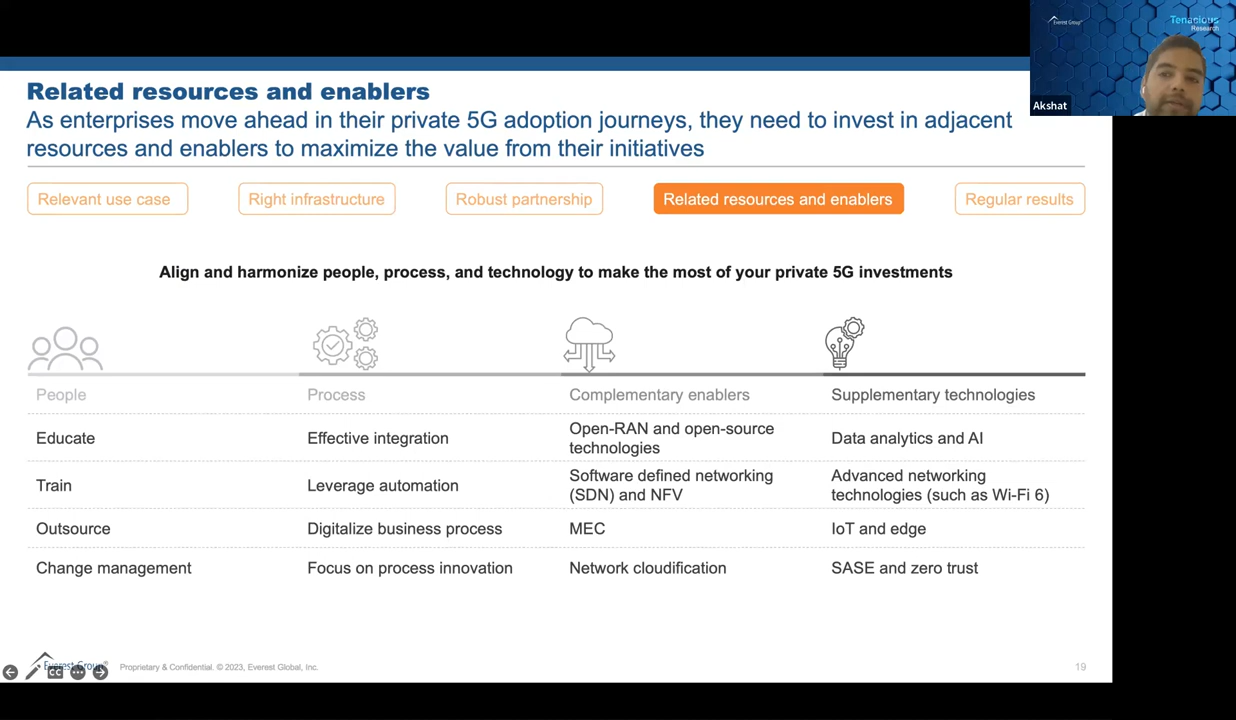 Everest Group
Tenacious
Research
Akshat
Related resources and enablers
As enterprises move ahead in their private 5G adoption journeys, they need to invest in adjacent
resources and enablers to maximize the value from their initiatives
Relevant use case
Right infrastructure
Robust partnership
Related resources and enablers
Regular results
Align and harmonize people, process, and technology to make the most of your private 5G investments
People
Process
Complementary enablers
Supplementary technologies
Educate
Effective integration
Open-RAN and open-source
technologies
Data analytics and AI
Train
Leverage automation
Software defined networking
(SDN) and NFV
Advanced networking
technologies (such as Wi-Fi 6)
Outsource
Digitalize business process
MEC
IoT and edge
Change management
Focus on process innovation
Network cloudification
SASE and zero trust
Everest Group®
Proprietary & Confidential. © 2023, Everest Global, Inc.
19
CC